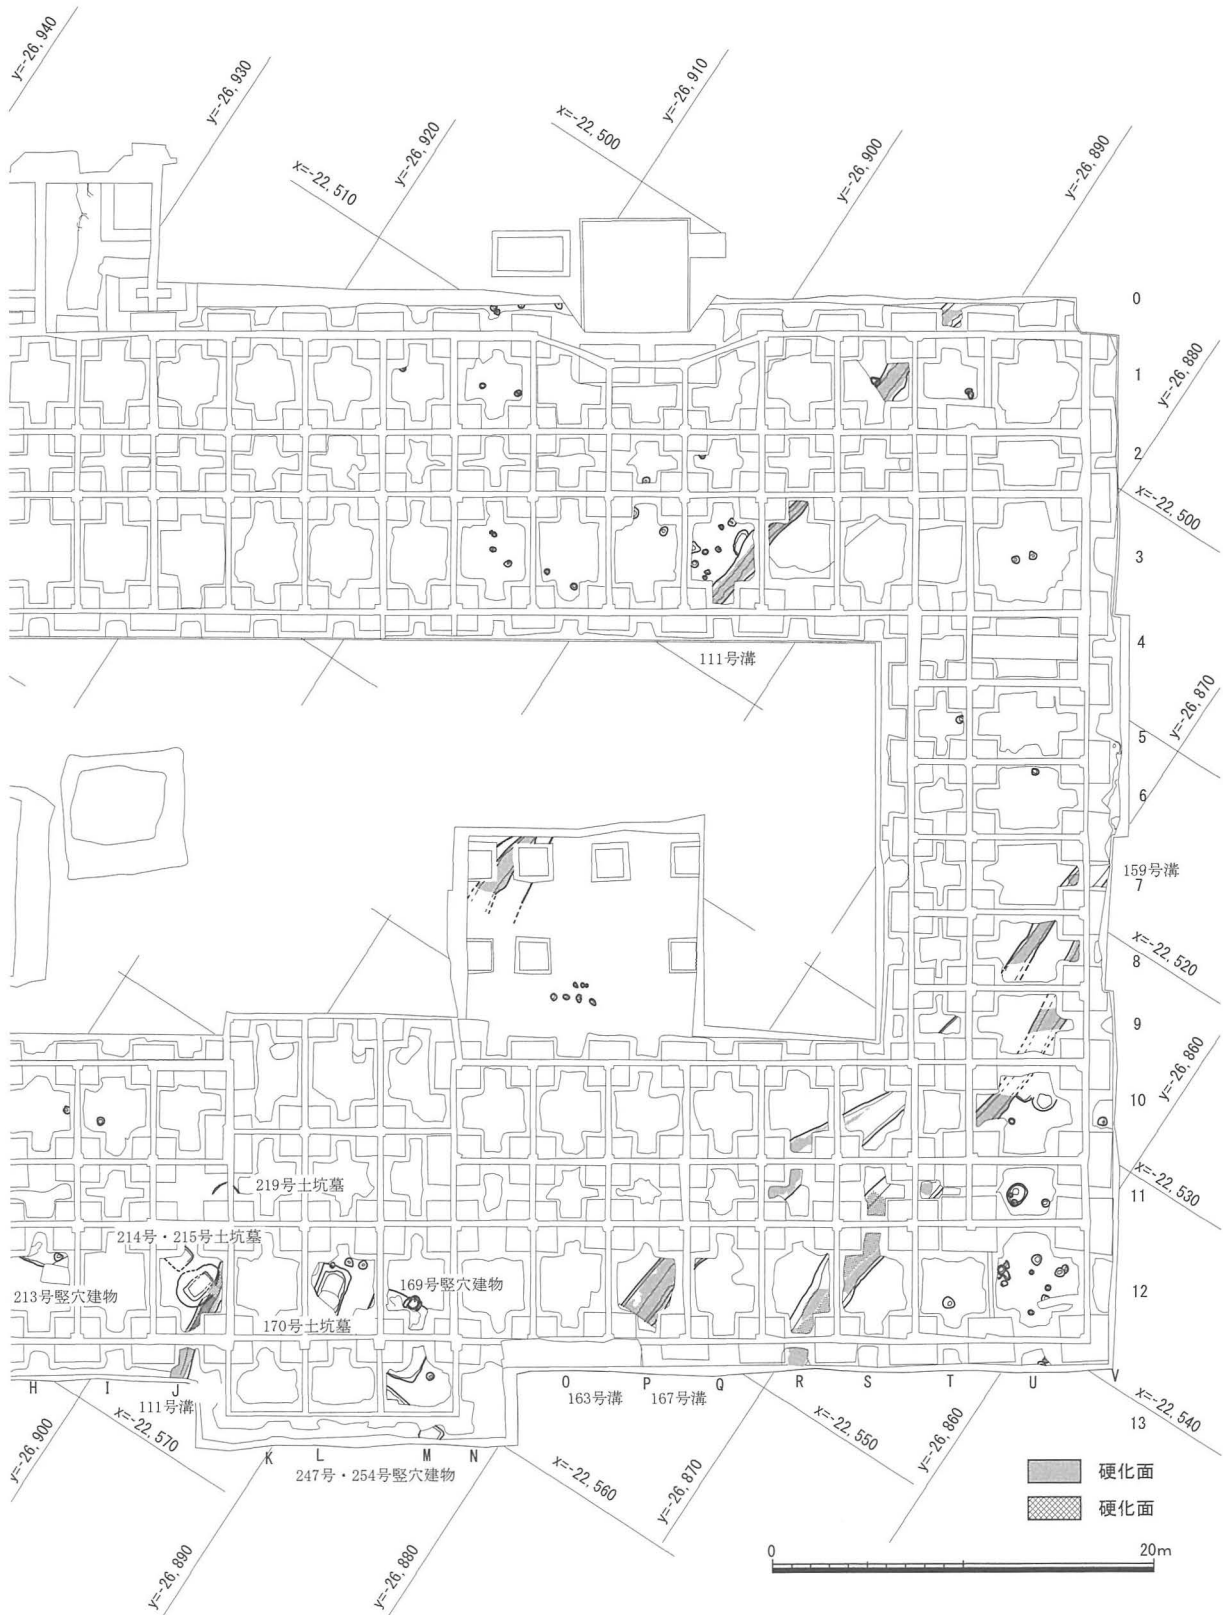 y=-26,940
y=-26,930
y=-26,920
y=-26,910
y=-26,900
y=-26,890
x=-22,510
x=-22,500
0
1
y=-26,880
2
x=-22,500
3
4
111号溝
y=-26,870
5
6
159号溝
7
x=-22,520
8
9
y=-26,860
10
x=-22,530
11
219号土坑墓
214号・215号土坑墓
169号竪穴建物
12
213号竪穴建物
170号土坑墓
H
I
J
O
P
Q
R
S
T
U
V
111号溝
163号溝
167号溝
x=-22,540
13
y=-26,900
x=-22,570
x=-22,550
y=-26,860
K
L
M
N
247号・254号竪穴建物
x=-22,560
y=-26,870
硬化面
硬化面
y=-26,890
y=-26,880
0
20m